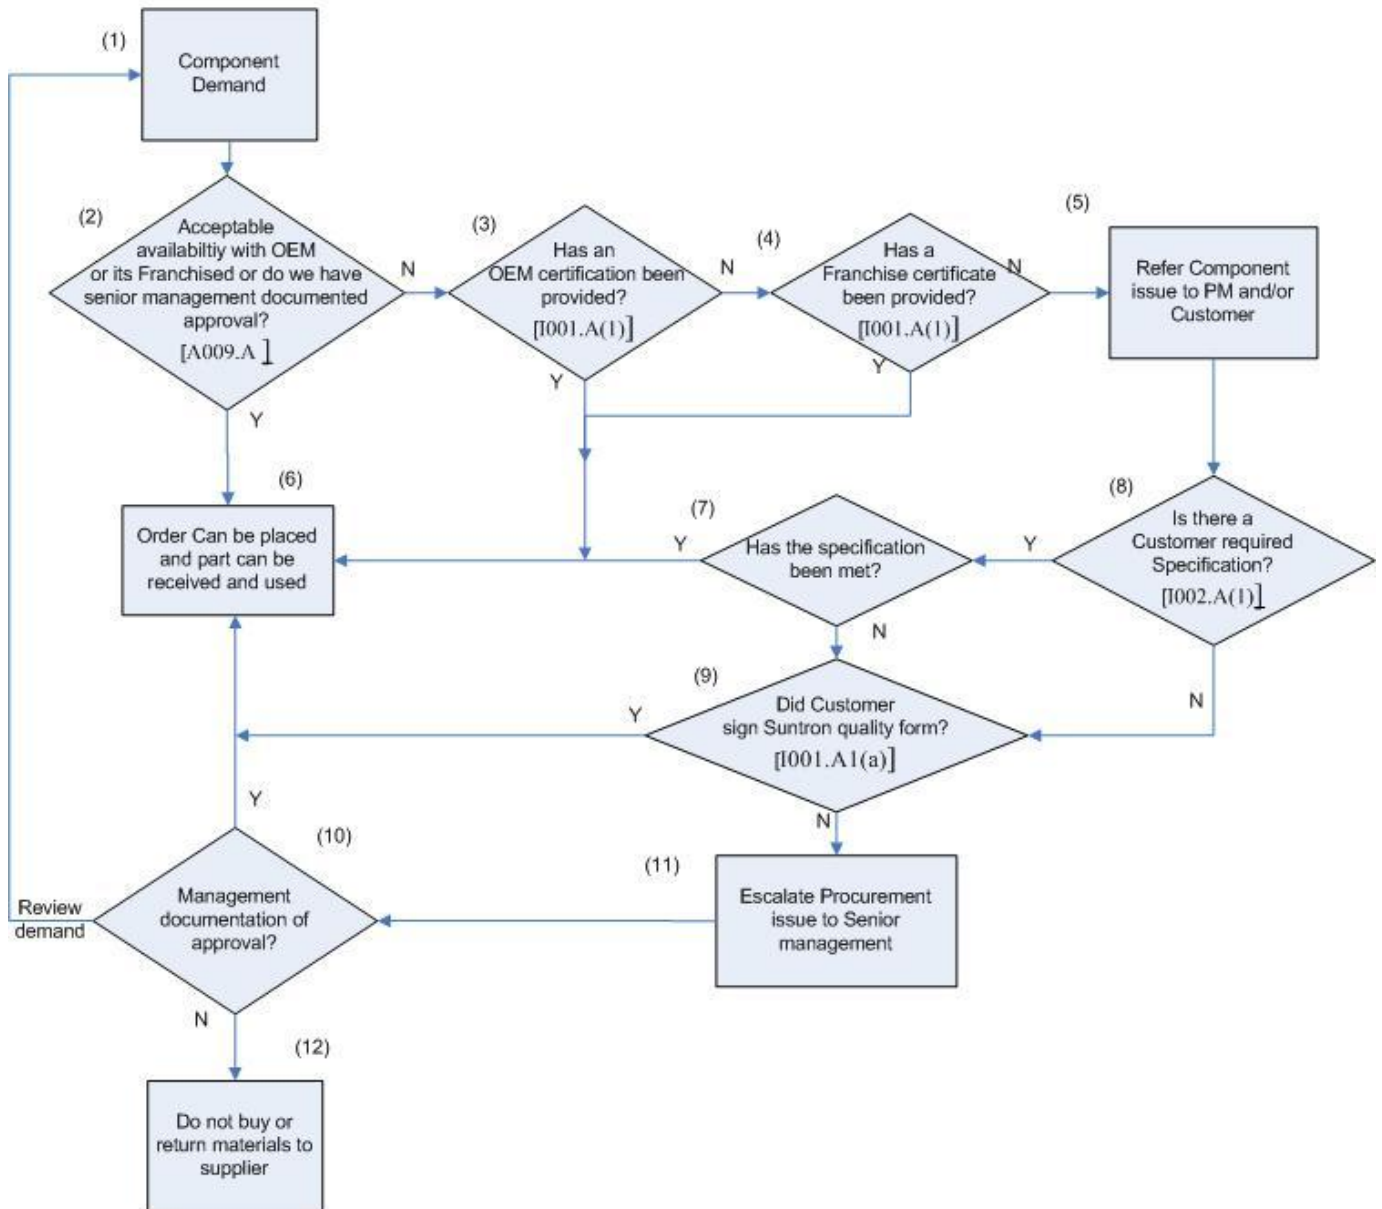 (1)
Component
Demand
(2)
Acceptable
availabiltiy with OEM
or its Franchised or do we have
senior management documented
approval?
[A009.A ]
N
Y
(3)
Has an
OEM certification been
provided?
[I001.A(1)]
N
Y
(4)
Has a
Franchise certificate
been provided?
[I001.A(1)]
N
Y
(5)
Refer Component
issue to PM and/or
Customer
(6)
Order Can be placed
and part can be
received and used
(7)
Has the specification
been met?
Y
N
(8)
Is there a
Customer required
Specification?
[I002.A(1)]
Y
N
(9)
Did Customer
sign Suntron quality form?
[I001.A1(a)]
Y
N
(10)
Management
documentation of
approval?
Y
Review
demand
N
(11)
Escalate Procurement
issue to Senior
management
(12)
Do not buy or
return materials to
supplier